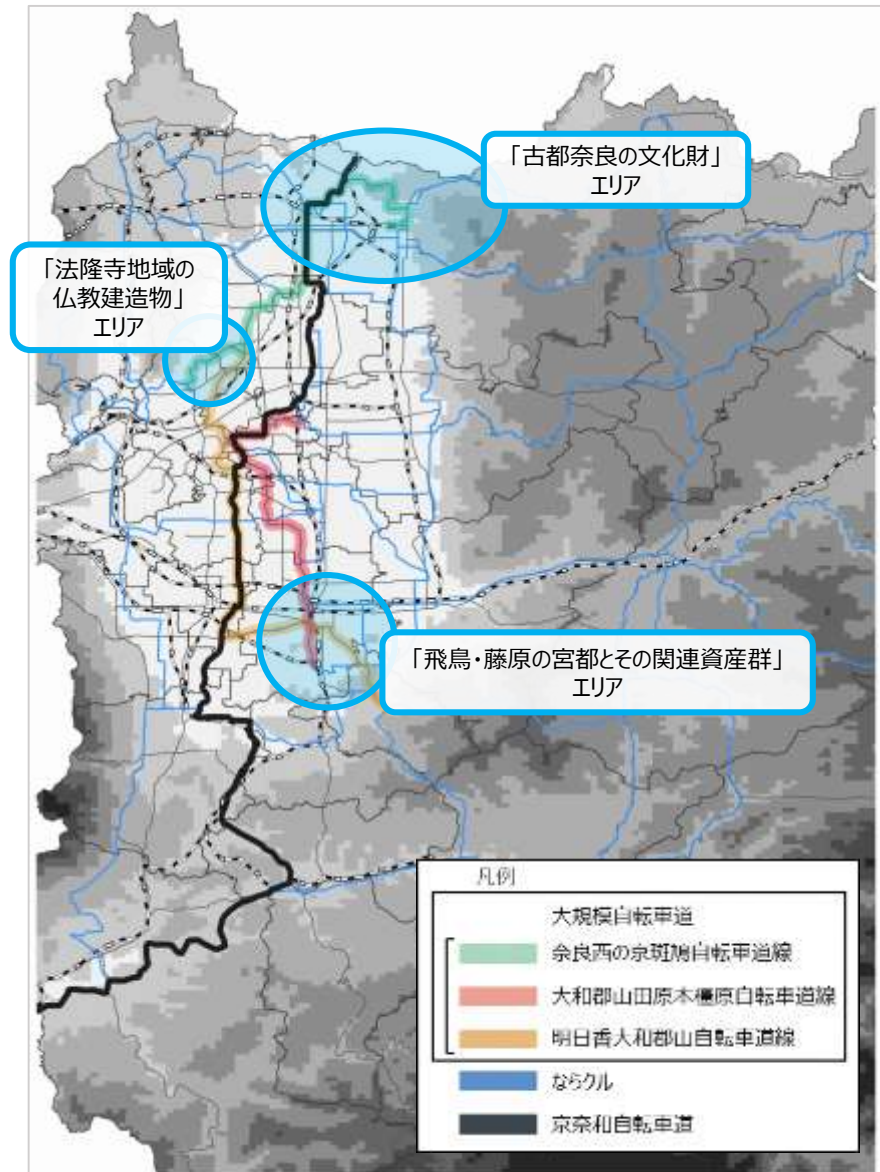 「古都奈良の文化財」
エリア
「法隆寺地域の
仏教建造物」
エリア
「飛鳥・藤原の宮都とその関連資産群」
エリア
凡例
大規模自転車道
奈良西の京斑鳩自転車道線
大和郡山田原本橿原自転車道線
明日香大和郡山自転車道線
ならクル
京奈和自転車道